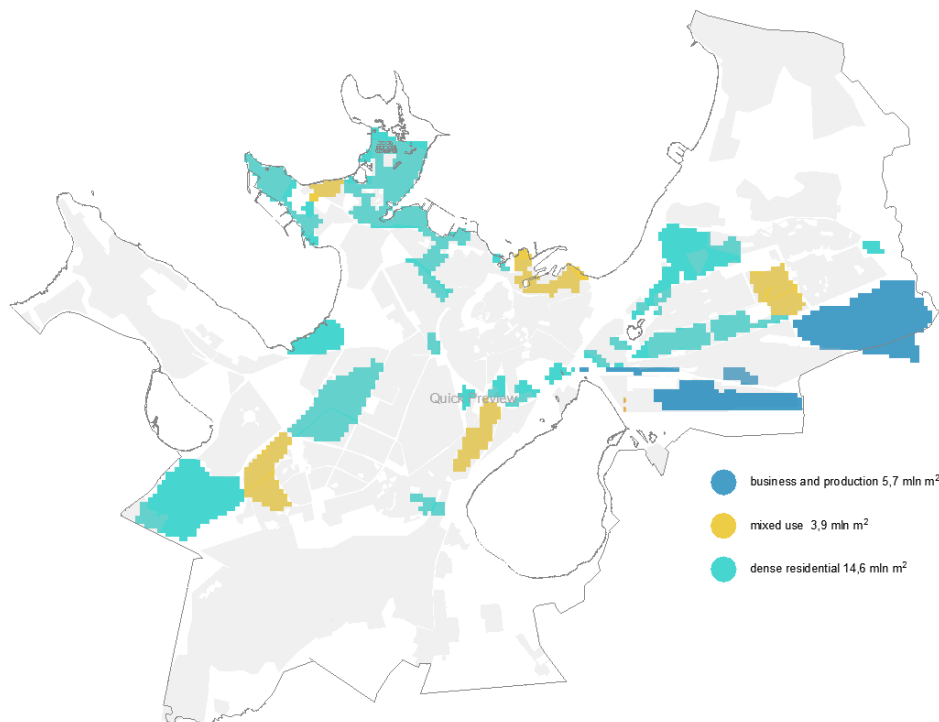 Quick Preview
business and production 5,7 mln m²
mixed use 3,9 mln m²
dense residential 14,6 mln m²